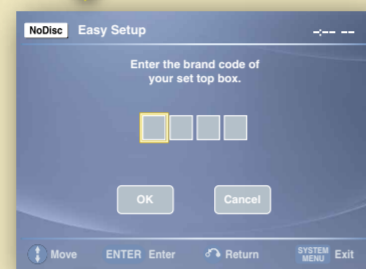 NoDisc Easy Setup -:-- --
Enter the brand code of
your set top box.
OK Cancel
Move ENTER Enter Return SYSTEM MENU Exit